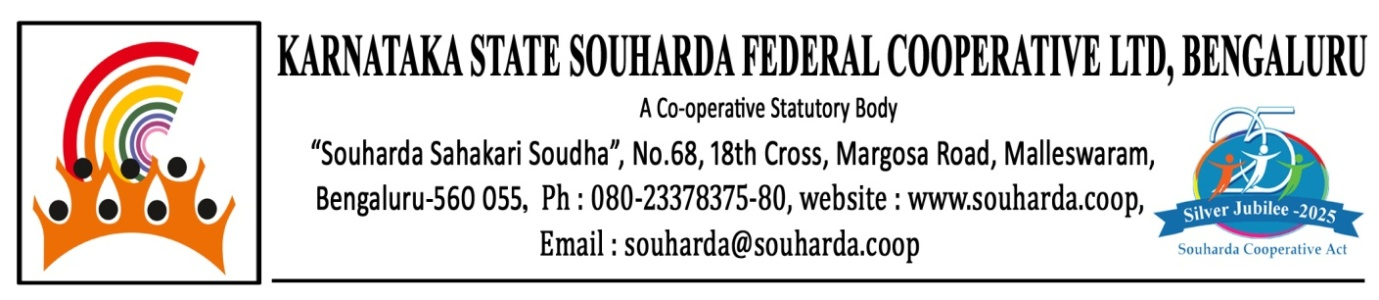 KARNATAKA STATE SOUHARDA FEDERAL COOPERATIVE LTD, BENGALURU
A Co-operative Statutory Body
“Souharda Sahakari Soudha”, No.68, 18th Cross, Margosa Road, Malleswaram,
Bengaluru-560 055, Ph : 080-23378375-80, website : www.souharda.coop,
Email : souharda@souharda.coop
25
Silver Jubilee -2025
Souharda Cooperative Act